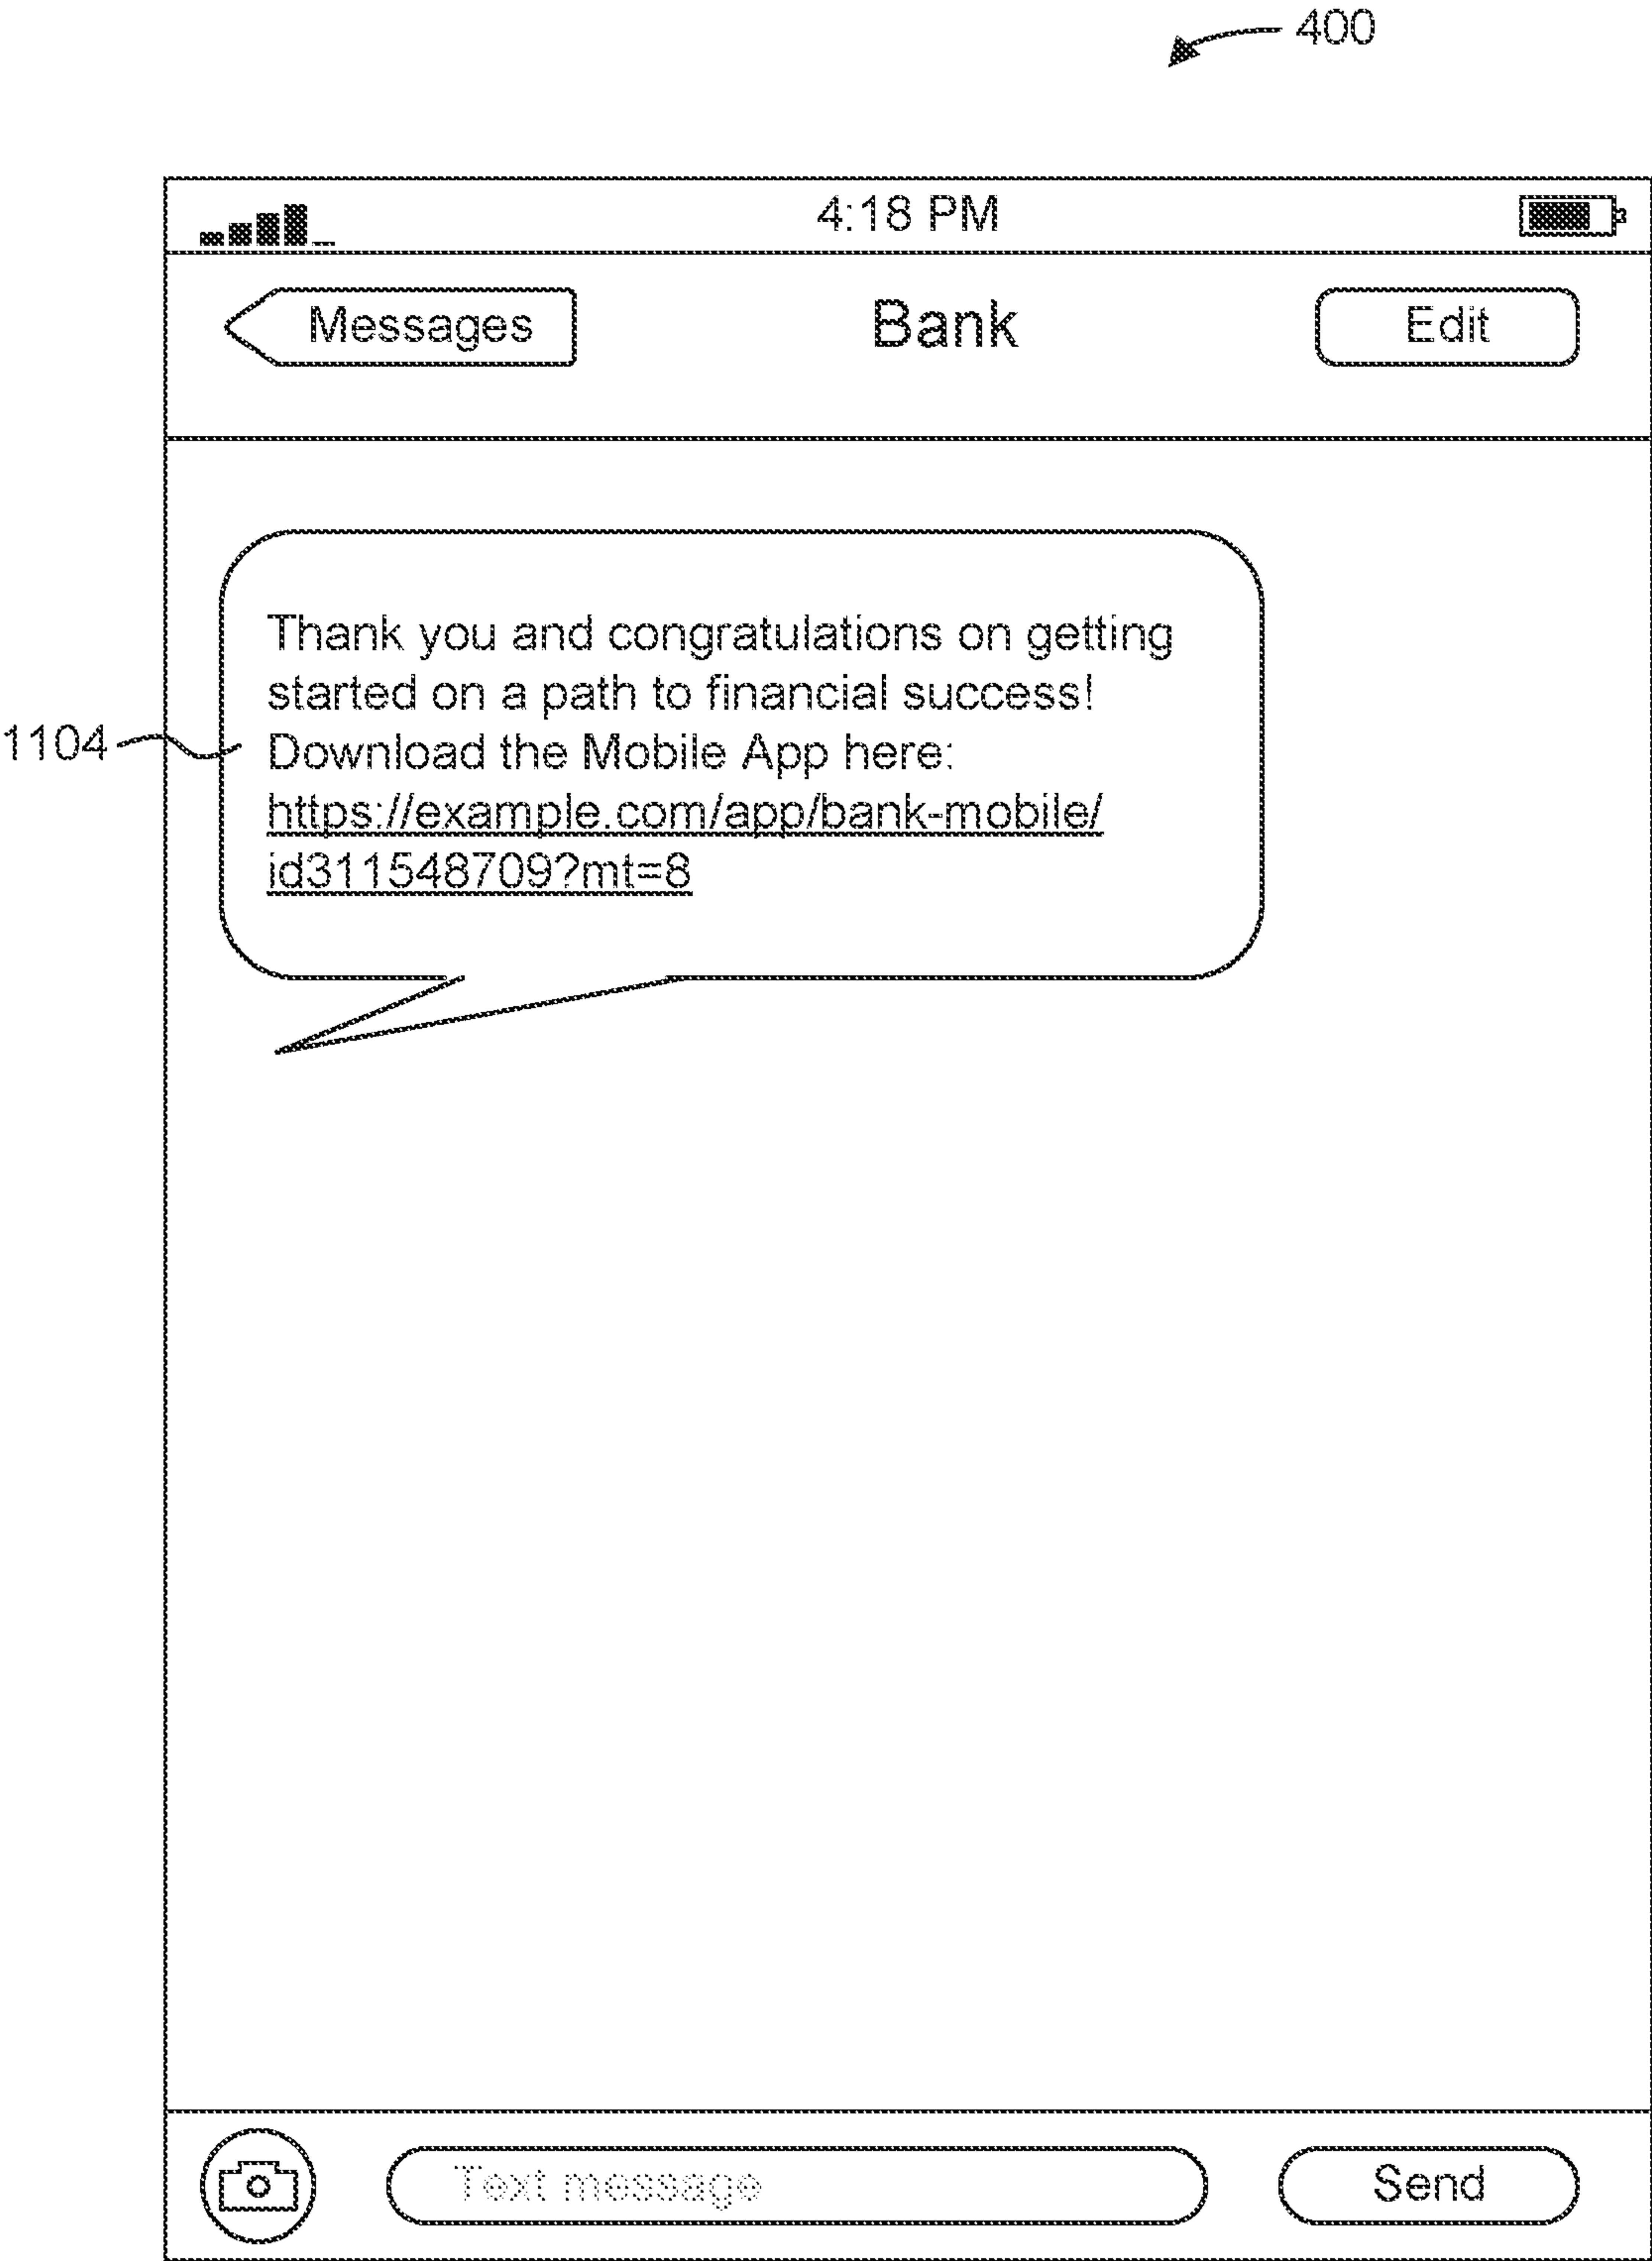 400
4:18 PM
Messages
Bank
Edit
Thank you and congratulations on getting
started on a path to financial success!
1104
Download the Mobile App here:
https://example.com/app/bank-mobile/
id311548709?mt=8
Text message
Send